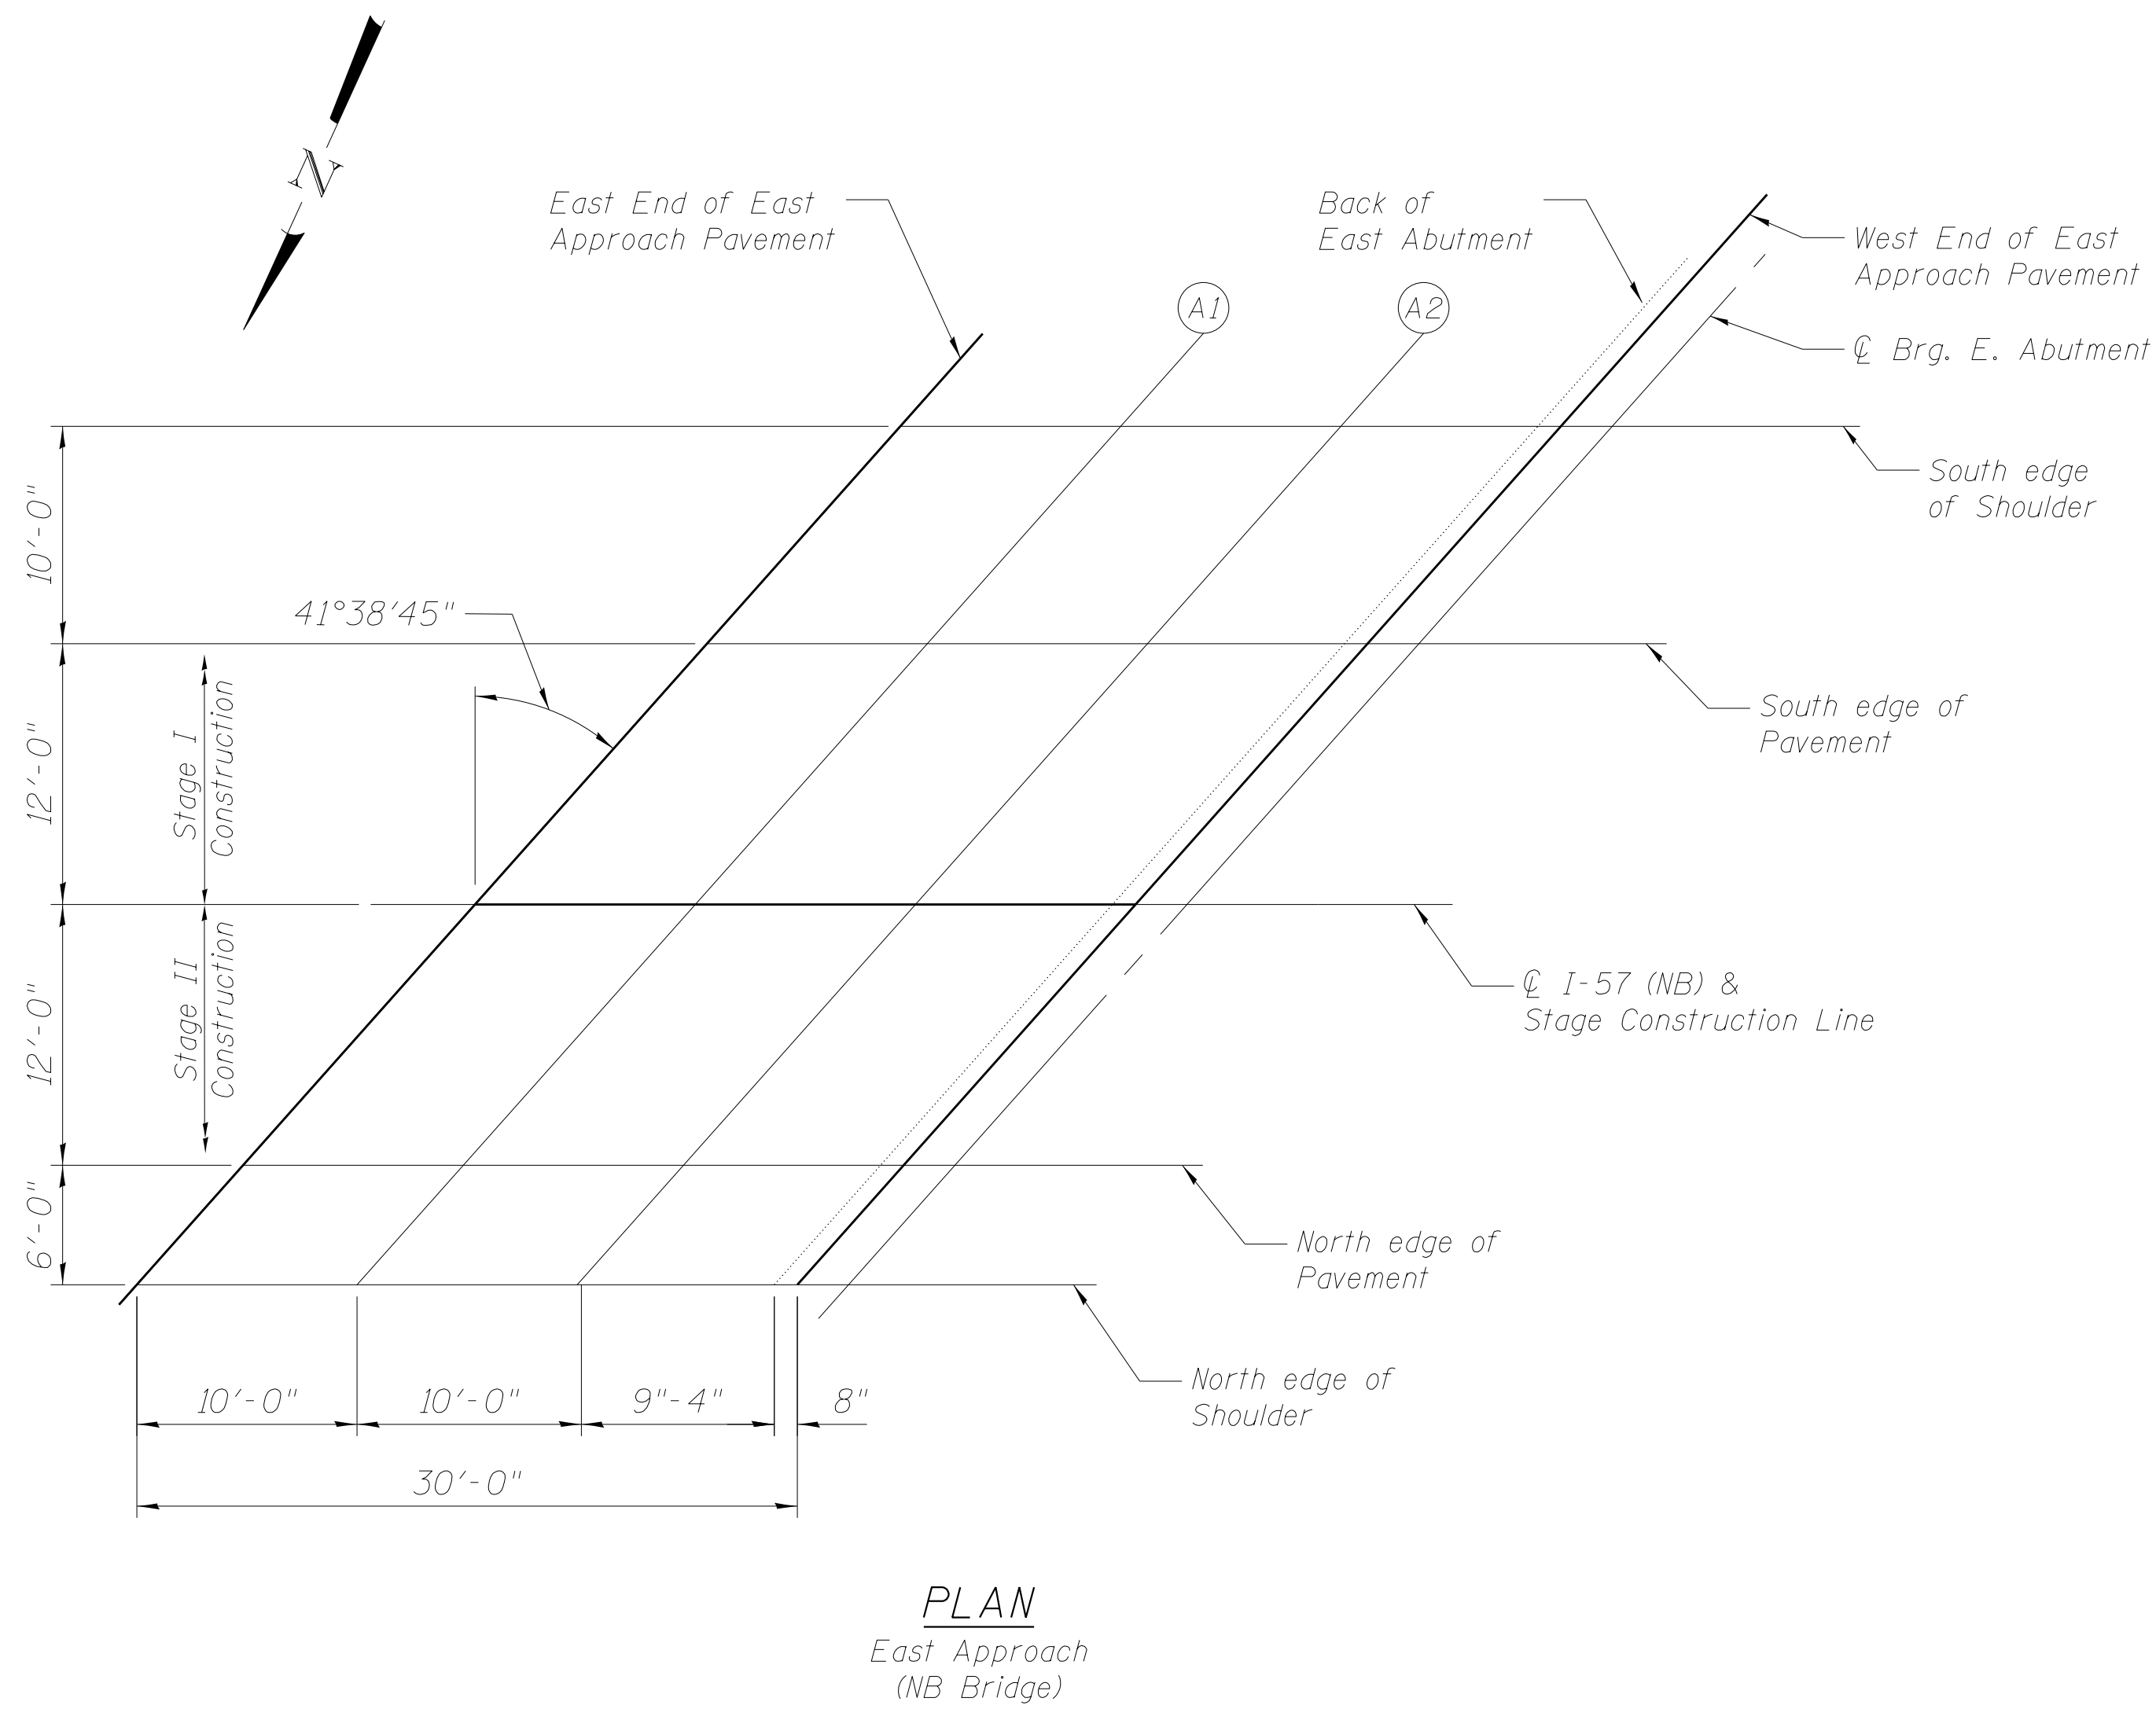 N
East End of East
Approach Pavement
Back of
East Abutment
West End of East
Approach Pavement
A1
A2
℄ Brg. E. Abutment
South edge
of Shoulder
10'-0"
41°38'45"
South edge of
Pavement
12'-0"
Stage I
Construction
℄ I-57 (NB) &
Stage Construction Line
12'-0"
Stage II
Construction
6'-0"
North edge of
Pavement
North edge of
Shoulder
10'-0"
10'-0"
9"-4"
8"
30'-0"
PLAN
East Approach
(NB Bridge)